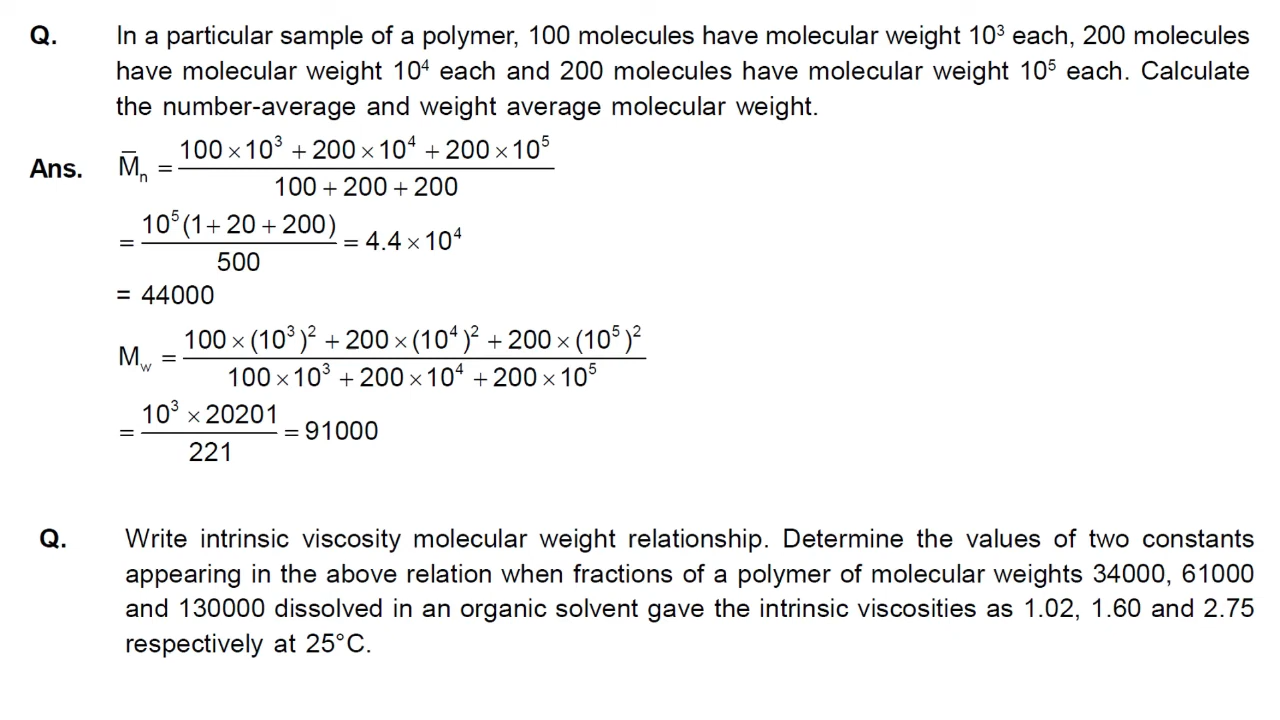 Q. In a particular sample of a polymer, 100 molecules have molecular weight 10³ each, 200 molecules
have molecular weight 10⁴ each and 200 molecules have molecular weight 10⁵ each. Calculate
the number-average and weight average molecular weight.
Ans. M̅ₙ = (100 × 10³ + 200 × 10⁴ + 200 × 10⁵) / (100 + 200 + 200)
= 10⁵(1 + 20 + 200) / 500 = 4.4 × 10⁴
= 44000
M_w = (100 × (10³)² + 200 × (10⁴)² + 200 × (10⁵)²) / (100 × 10³ + 200 × 10⁴ + 200 × 10⁵)
= 10³ × 20201 / 221 = 91000
Q. Write intrinsic viscosity molecular weight relationship. Determine the values of two constants
appearing in the above relation when fractions of a polymer of molecular weights 34000, 61000
and 130000 dissolved in an organic solvent gave the intrinsic viscosities as 1.02, 1.60 and 2.75
respectively at 25°C.